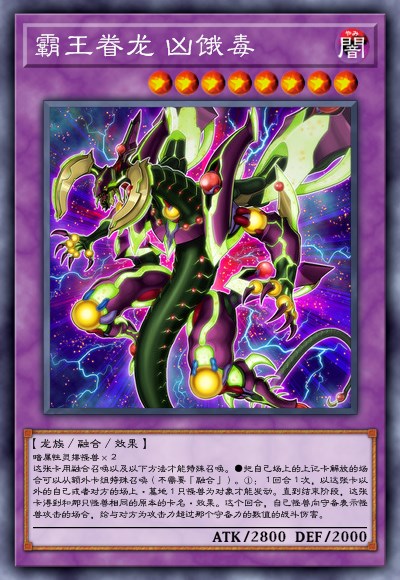 霸王眷龙 凶饿毒
やみ
闇
【龙族／融合／效果】
暗属性灵摆怪兽×2
这张卡用融合召唤以及以下方法才能特殊召唤。●把自己场上的上记卡解放的场
合可以从额外卡组特殊召唤（不需要「融合」）。①：1回合1次，以这张卡以
外的自己或者对方的场上·墓地1只怪兽为对象才能发动。直到结束阶段，这张卡
得到和那只怪兽相同的原本的卡名·效果。这个回合，自己怪兽向守备表示怪
兽攻击的场合，给与对方为攻击力超过那个守备力的数值的战斗伤害。
ATK/2800 DEF/2000